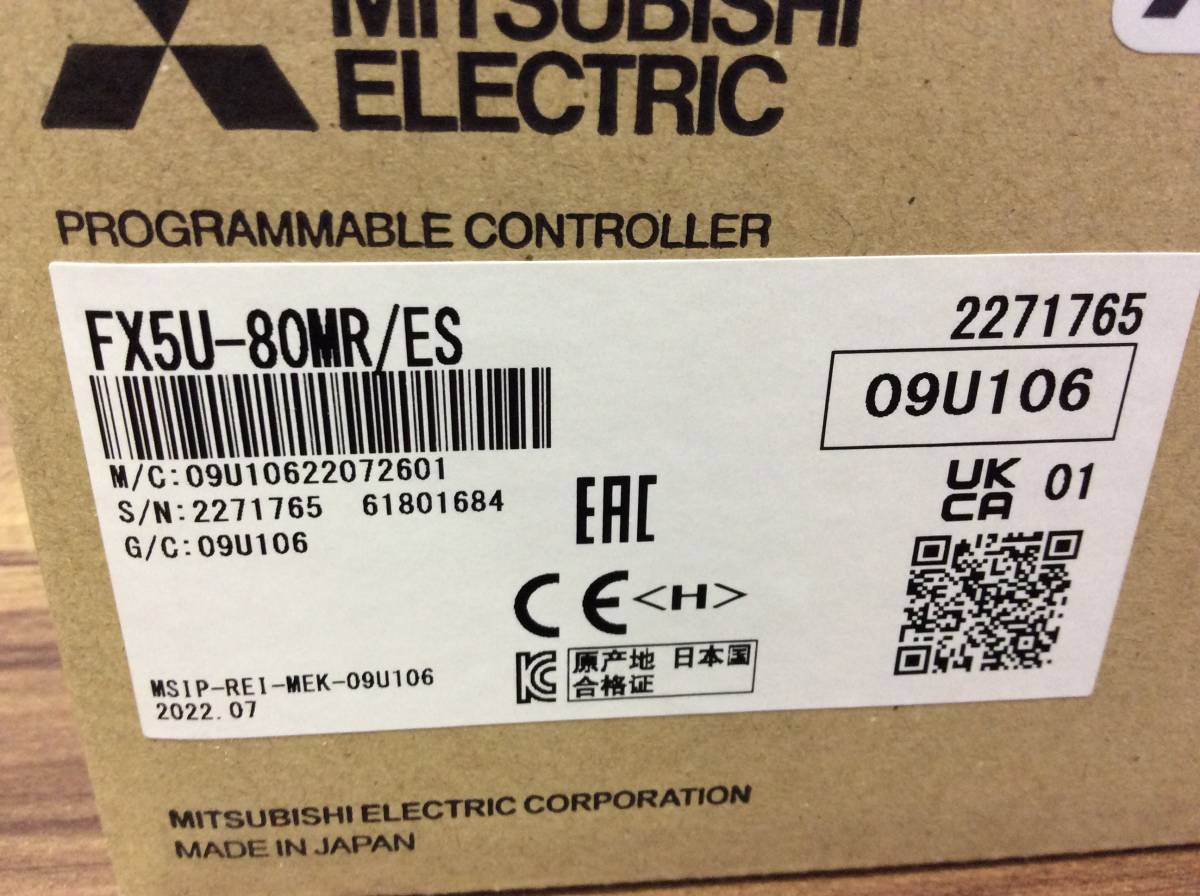 MITSUBISHI
ELECTRIC
PROGRAMMABLE CONTROLLER
FX5U-80MR/ES
2271765
09U106
M/C:09U10622072601
S/N:2271765 61801684
G/C:09U106
EAC
UK
CA 01
CE <H>
KC
原产地 日本国
合格证
MSIP-REI-MEK-09U106
2022.07
MITSUBISHI ELECTRIC CORPORATION
MADE IN JAPAN